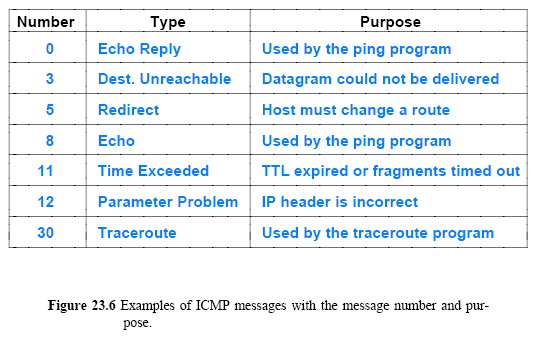 Number Type Purpose
0 Echo Reply Used by the ping program
3 Dest. Unreachable Datagram could not be delivered
5 Redirect Host must change a route
8 Echo Used by the ping program
11 Time Exceeded TTL expired or fragments timed out
12 Parameter Problem IP header is incorrect
30 Traceroute Used by the traceroute program
Figure 23.6 Examples of ICMP messages with the message number and pur-
pose.